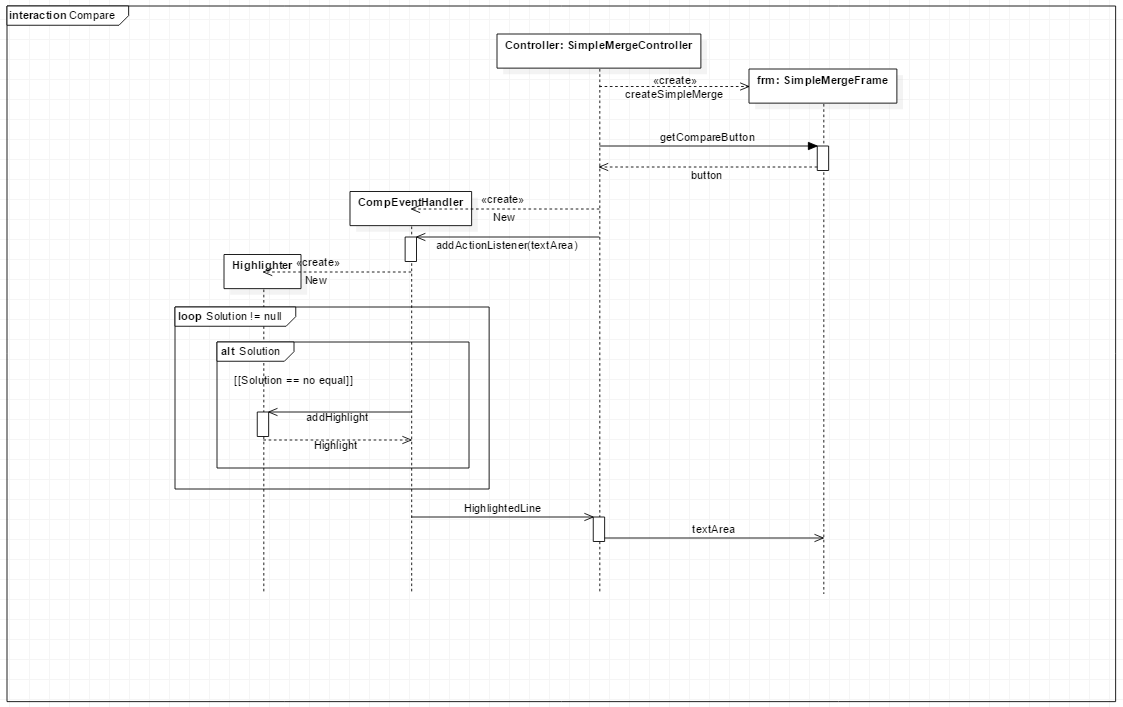 interaction Compare
Controller: SimpleMergeController
«create»
createSimpleMerge
frm: SimpleMergeFrame
getCompareButton
button
CompEventHandler
«create»
New
addActionListener(textArea)
Highlighter
«create»
New
loop Solution != null
alt Solution
[[Solution == no equal]]
addHighlight
Highlight
HighlightedLine
textArea